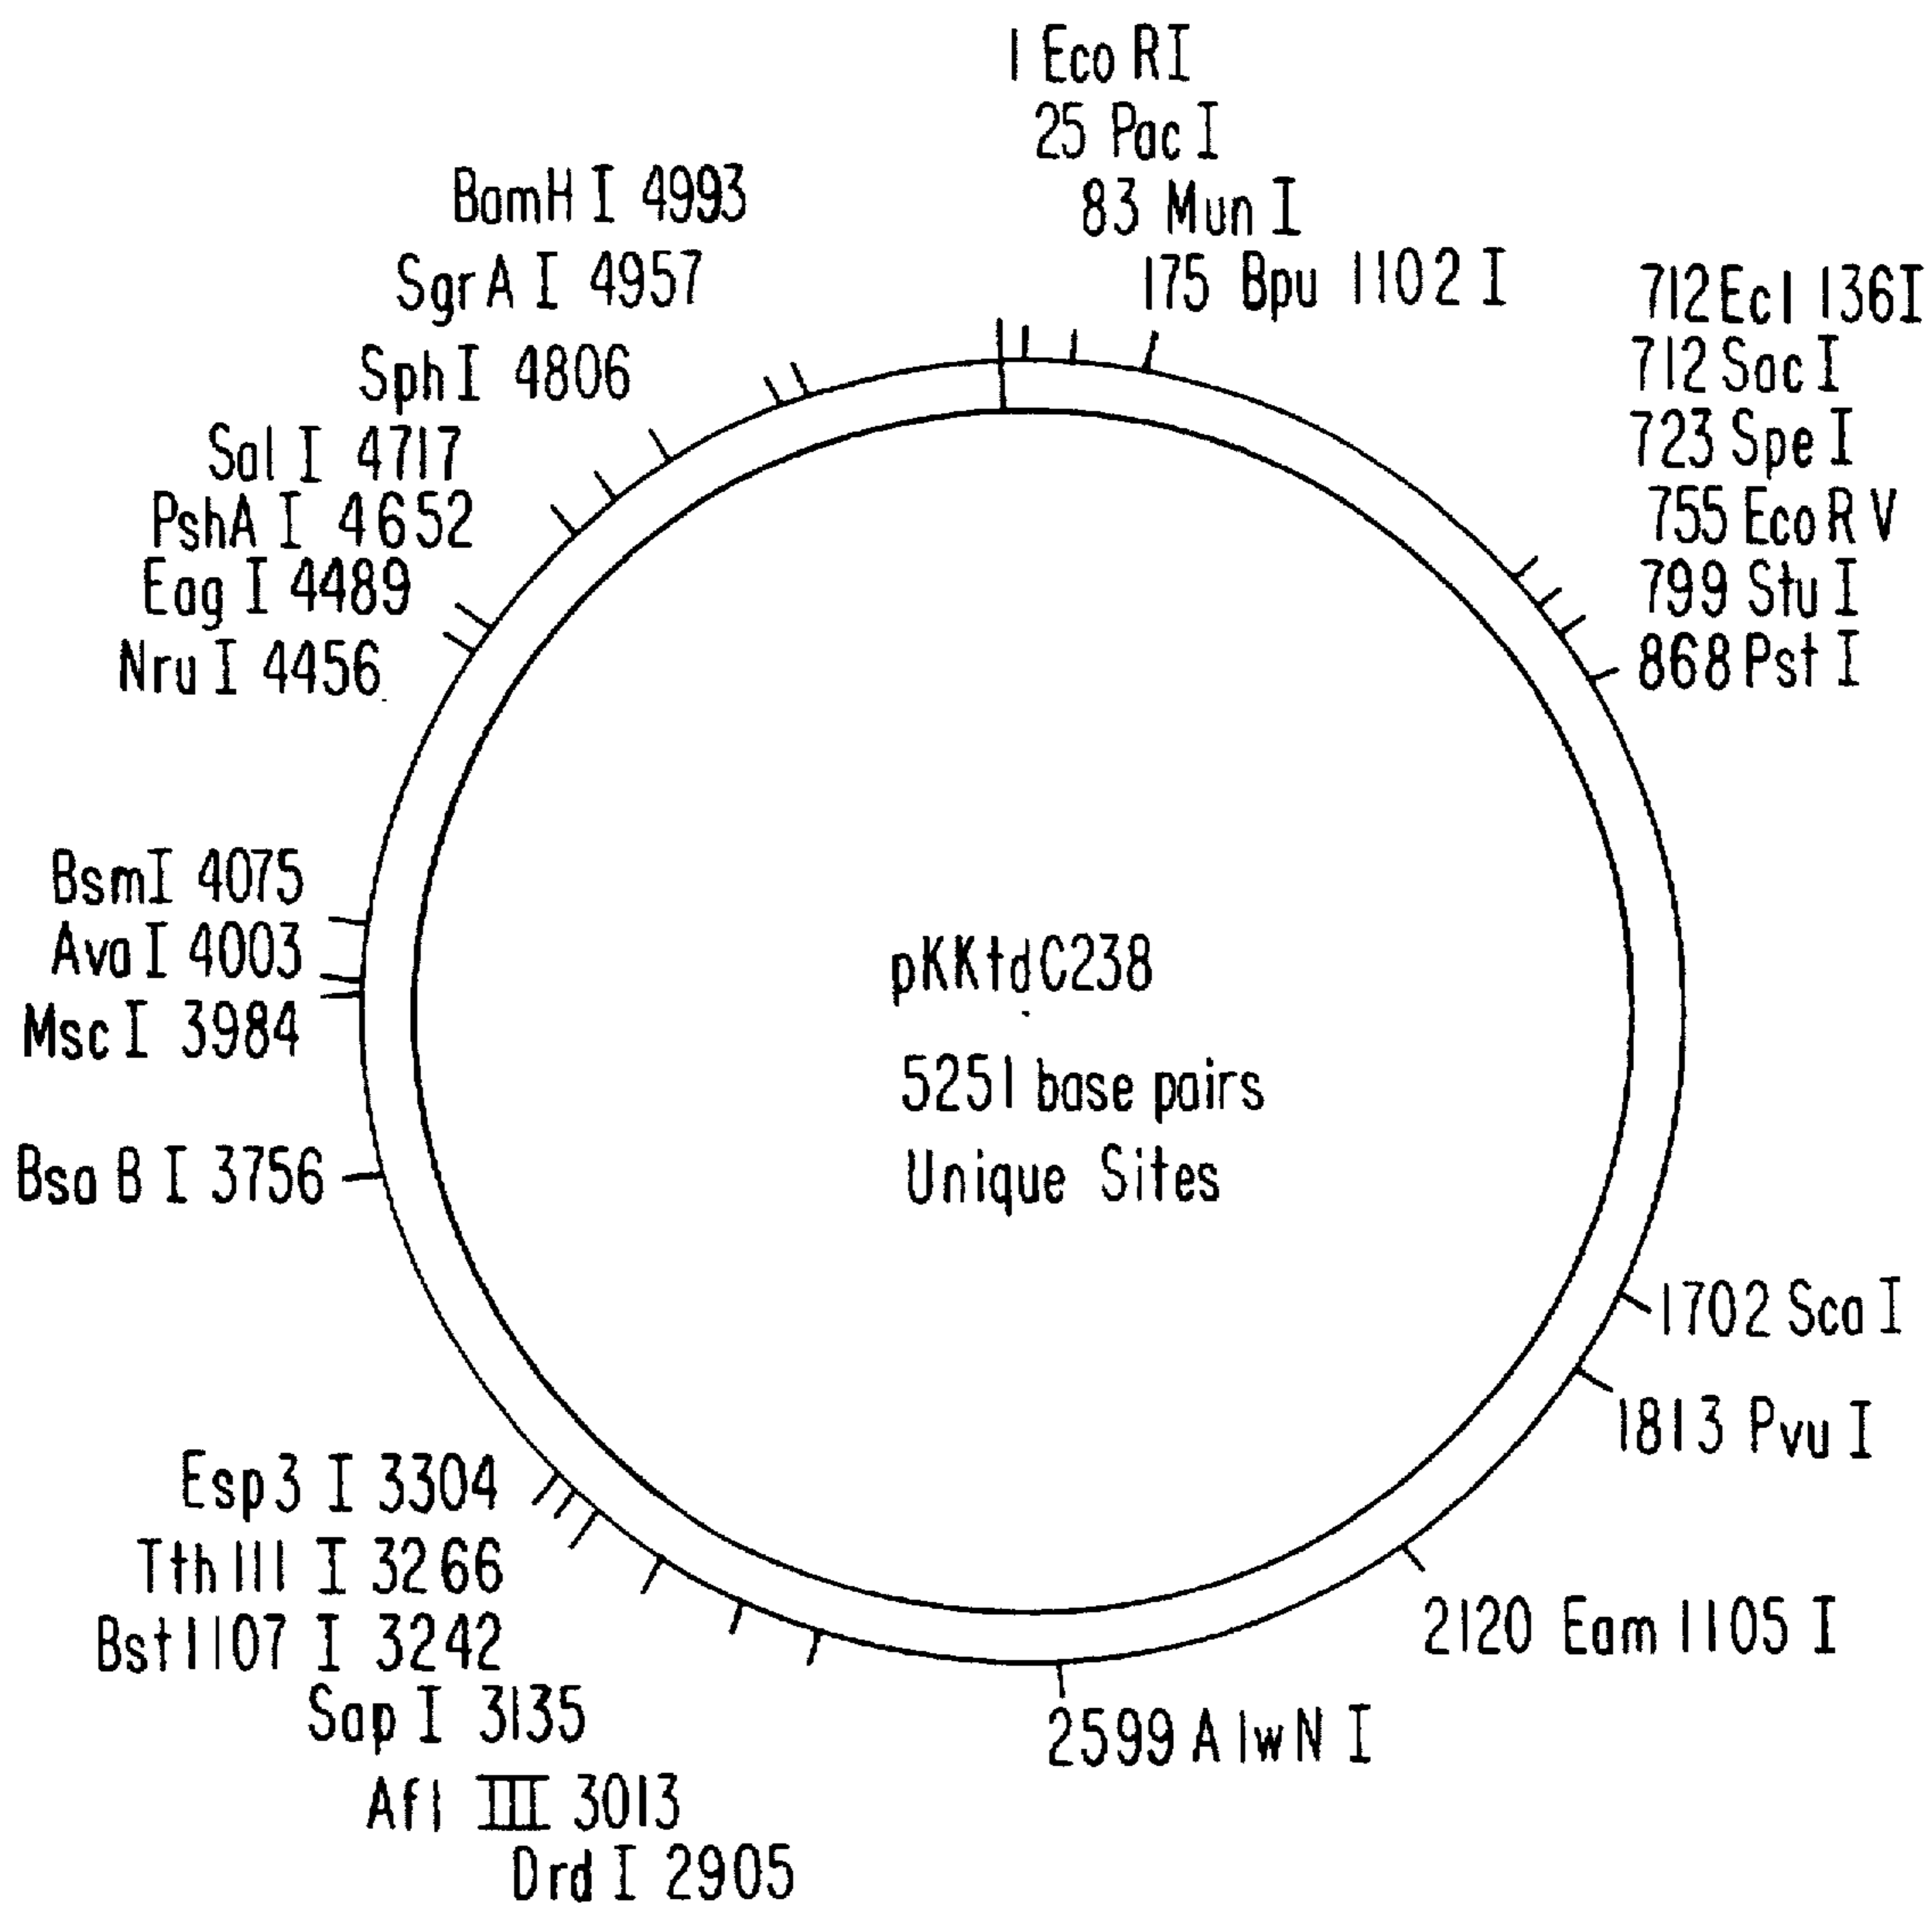 1 Eco RI
25 Pac I
83 Mun I
175 Bpu 1102 I
712 Ecl 136 I
712 Sac I
723 Spe I
755 Eco R V
799 Stu I
868 Pst I
1702 Sca I
1813 Pvu I
2120 Eam 1105 I
2599 AlwN I
BamH I 4993
SgrA I 4957
Sph I 4806
Sal I 4717
PshA I 4652
Eag I 4489
Nru I 4456
BsmI 4075
Ava I 4003
Msc I 3984
Bsa B I 3756
Esp3 I 3304
Tth111 I 3266
Bst1107 I 3242
Sap I 3135
Afl III 3013
Drd I 2905
pKKtdC238
5251 base pairs
Unique Sites